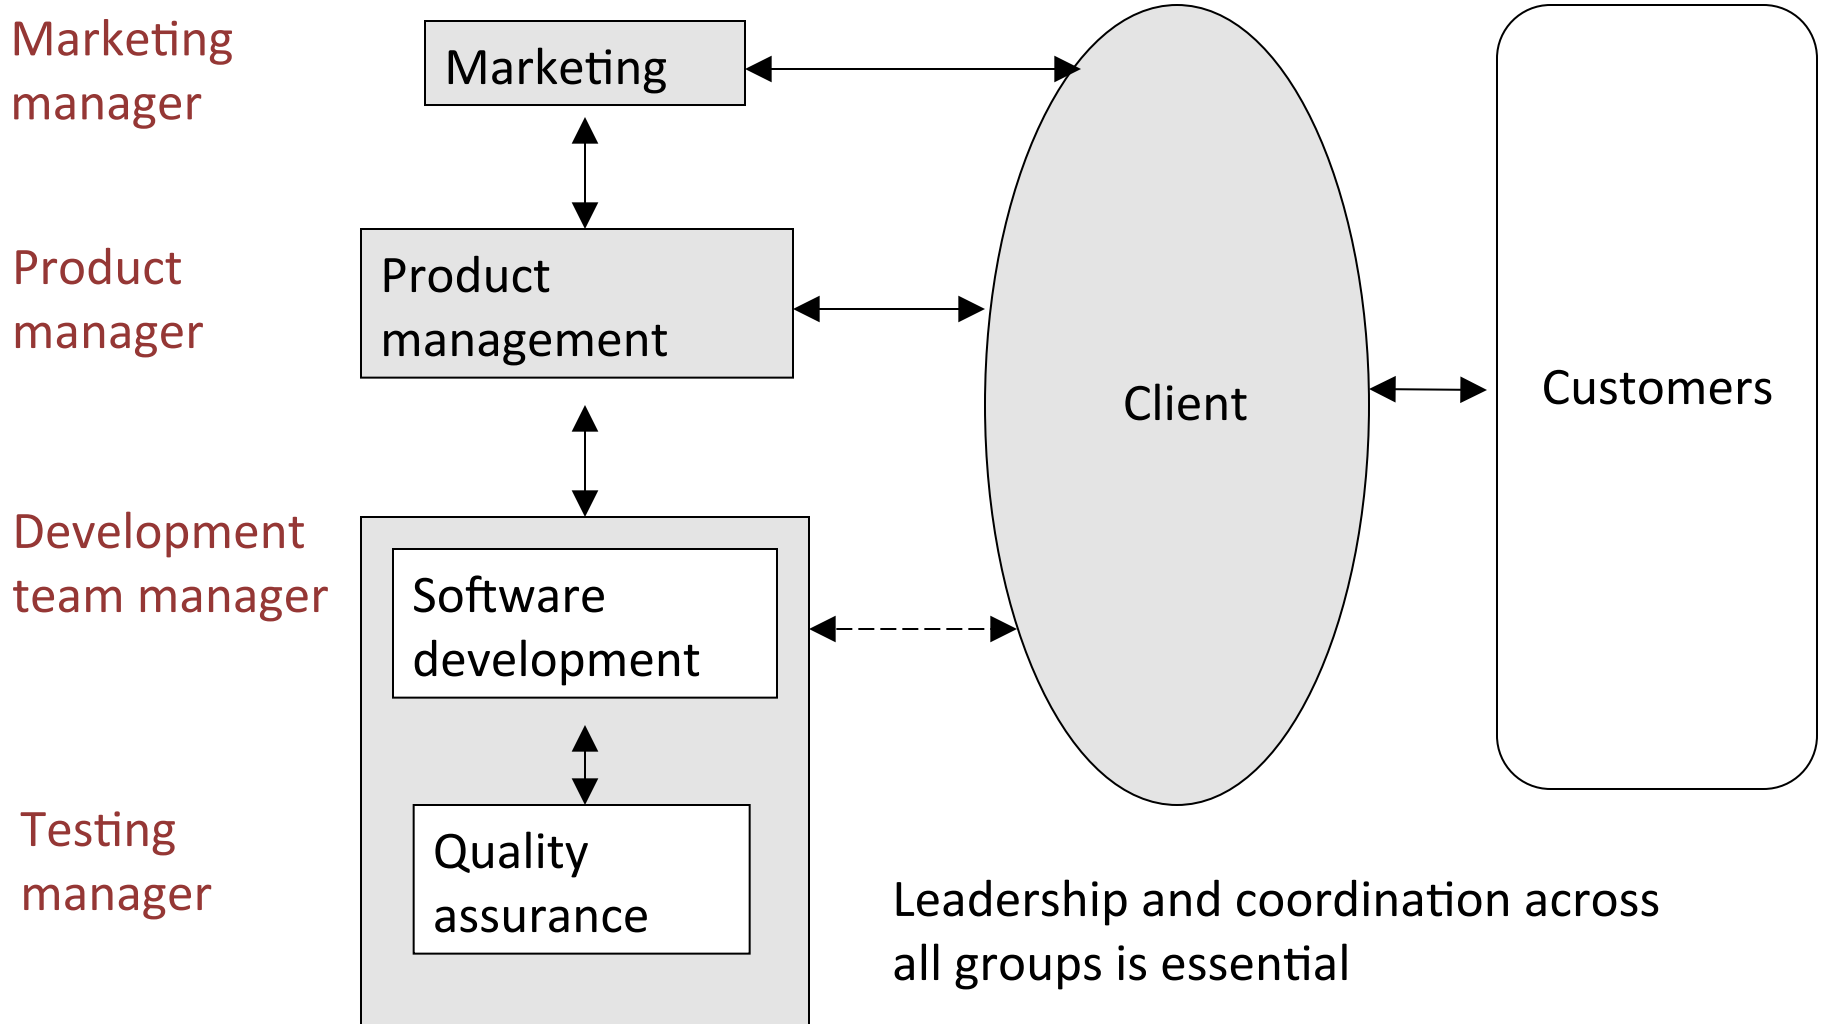 Marketing
manager
Marketing
Product
manager
Product
management
Client
Customers
Development
team manager
Software
development
Testing
manager
Quality
assurance
Leadership and coordination across
all groups is essential